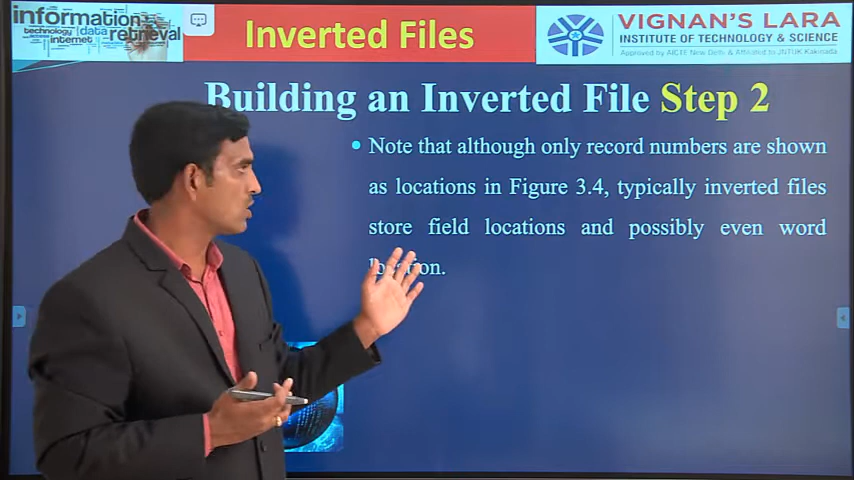 information
technology data
internet retrieval
Inverted Files
VIGNAN'S LARA
INSTITUTE OF TECHNOLOGY & SCIENCE
Approved by AICTE New Delhi & Affiliated to JNTUK Kakinada
Building an Inverted File Step 2
• Note that although only record numbers are shown
as locations in Figure 3.4, typically inverted files
store field locations and possibly even word
location.